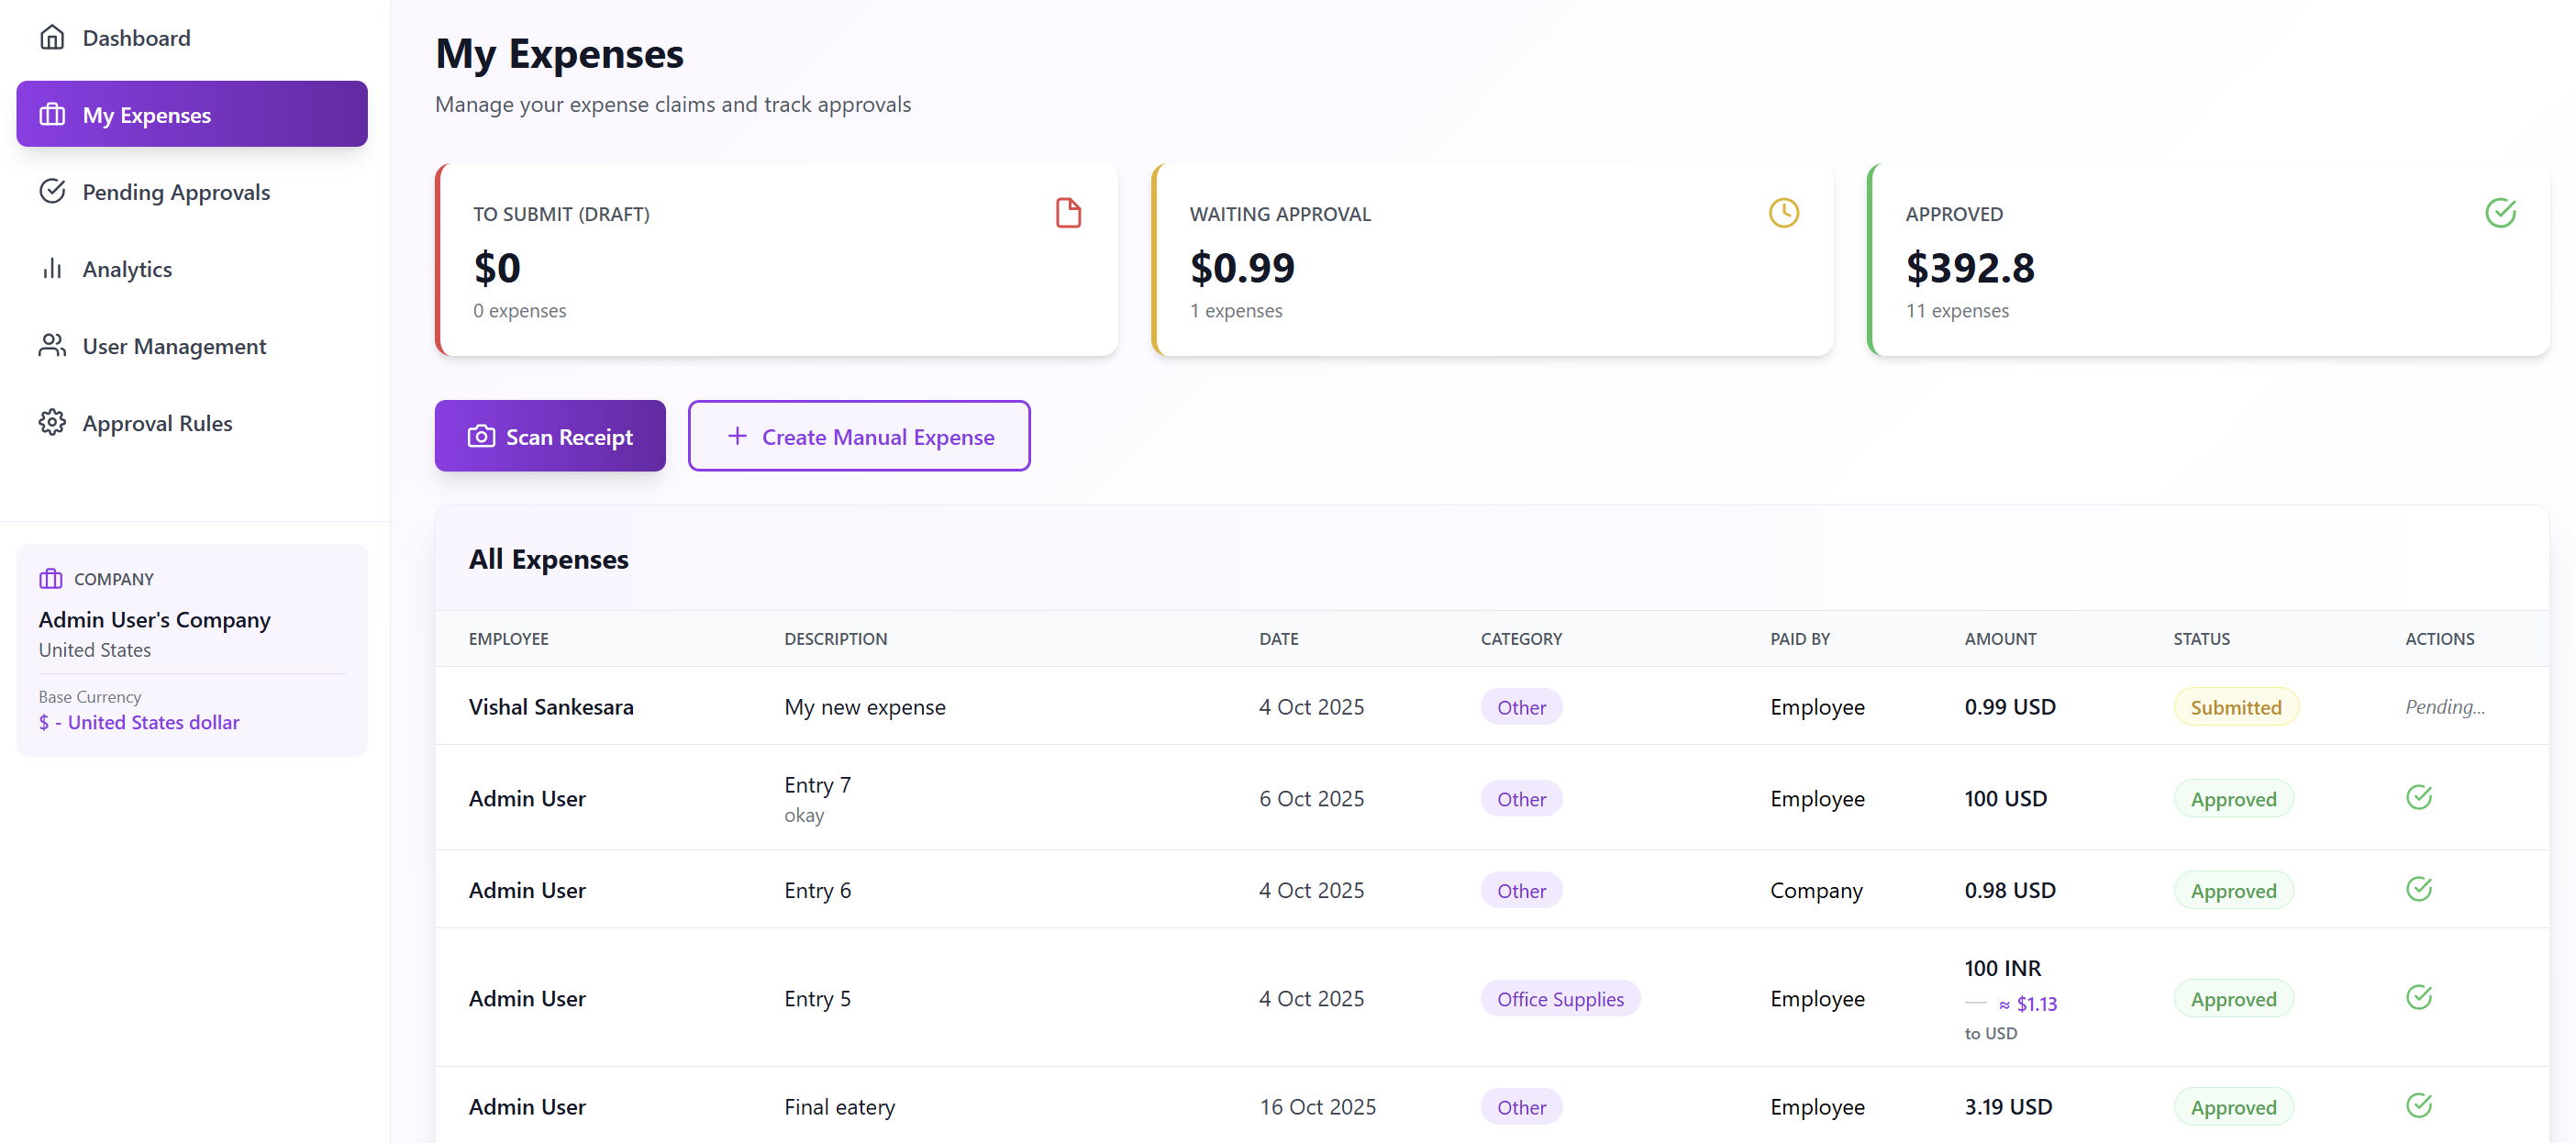 Dashboard
My Expenses
Pending Approvals
Analytics
User Management
Approval Rules
COMPANY
Admin User's Company
United States
Base Currency
$ - United States dollar
My Expenses
Manage your expense claims and track approvals
TO SUBMIT (DRAFT)
$0
0 expenses
WAITING APPROVAL
$0.99
1 expenses
APPROVED
$392.8
11 expenses
Scan Receipt
Create Manual Expense
All Expenses
EMPLOYEE DESCRIPTION DATE CATEGORY PAID BY AMOUNT STATUS ACTIONS
Vishal Sankesara My new expense 4 Oct 2025 Other Employee 0.99 USD Submitted Pending...
Admin User Entry 7 6 Oct 2025 Other Employee 100 USD Approved
okay
Admin User Entry 6 4 Oct 2025 Other Company 0.98 USD Approved
Admin User Entry 5 4 Oct 2025 Office Supplies Employee 100 INR Approved
≈ $1.13
to USD
Admin User Final eatery 16 Oct 2025 Other Employee 3.19 USD Approved